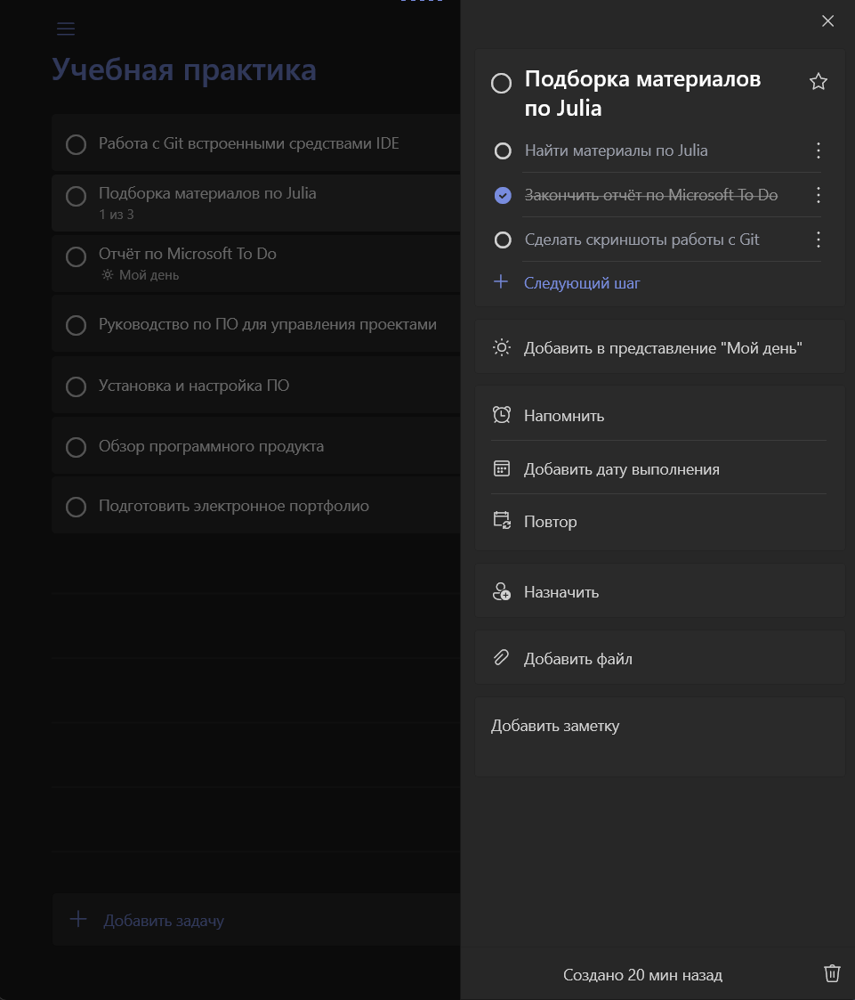 Учебная практика
Работа с Git встроенными средствами IDE
Подборка материалов по Julia
1 из 3
Отчёт по Microsoft To Do
Мой день
Руководство по ПО для управления проектами
Установка и настройка ПО
Обзор программного продукта
Подготовить электронное портфолио
Добавить задачу
Подборка материалов
по Julia
Найти материалы по Julia
Закончить отчёт по Microsoft To Do
Сделать скриншоты работы с Git
Следующий шаг
Добавить в представление "Мой день"
Напомнить
Добавить дату выполнения
Повтор
Назначить
Добавить файл
Добавить заметку
Создано 20 мин назад